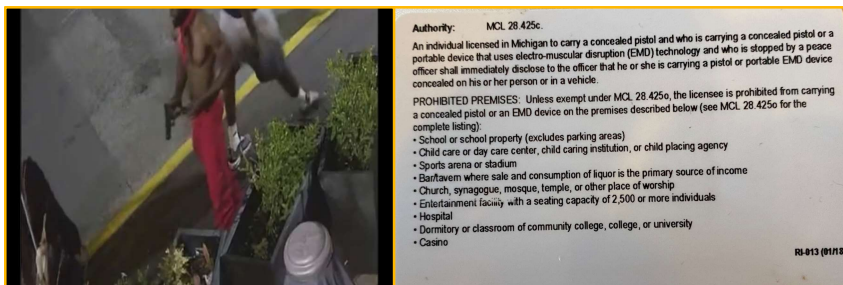 Authority: MCL 28.425c.
An individual licensed in Michigan to carry a concealed pistol and who is carrying a concealed pistol or a
portable device that uses electro-muscular disruption (EMD) technology and who is stopped by a peace
officer shall immediately disclose to the officer that he or she is carrying a pistol or portable EMD device
concealed on his or her person or in a vehicle.
PROHIBITED PREMISES: Unless exempt under MCL 28.425o, the licensee is prohibited from carrying
a concealed pistol or an EMD device on the premises described below (see MCL 28.425o for the
complete listing):
• School or school property (excludes parking areas)
• Child care or day care center, child caring institution, or child placing agency
• Sports arena or stadium
• Bar/tavern where sale and consumption of liquor is the primary source of income
• Church, synagogue, mosque, temple, or other place of worship
• Entertainment facility with a seating capacity of 2,500 or more individuals
• Hospital
• Dormitory or classroom of community college, college, or university
• Casino
RI-013 (01/18